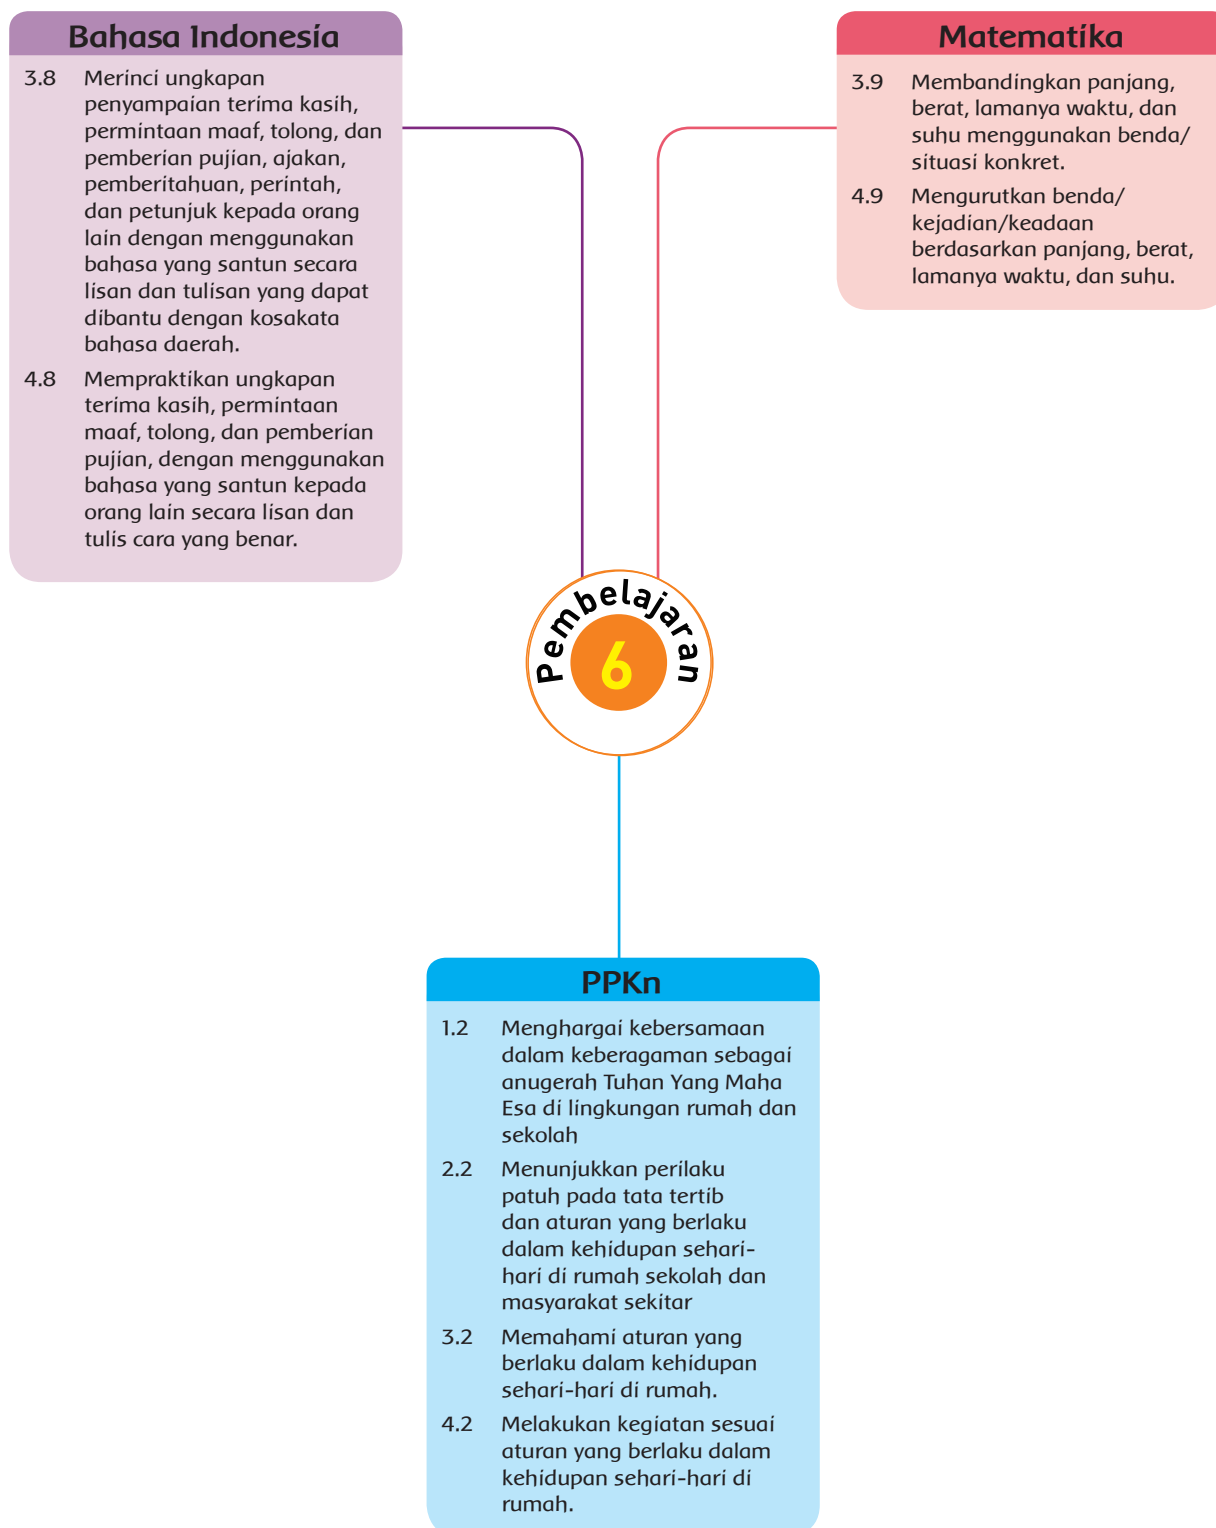 Bahasa Indonesia
3.8 Merinci ungkapan
penyampaian terima kasih,
permintaan maaf, tolong, dan
pemberian pujian, ajakan,
pemberitahuan, perintah,
dan petunjuk kepada orang
lain dengan menggunakan
bahasa yang santun secara
lisan dan tulisan yang dapat
dibantu dengan kosakata
bahasa daerah.
4.8 Mempraktikan ungkapan
terima kasih, permintaan
maaf, tolong, dan pemberian
pujian, dengan menggunakan
bahasa yang santun kepada
orang lain secara lisan dan
tulis cara yang benar.
Matematika
3.9 Membandingkan panjang,
berat, lamanya waktu, dan
suhu menggunakan benda/
situasi konkret.
4.9 Mengurutkan benda/
kejadian/keadaan
berdasarkan panjang, berat,
lamanya waktu, dan suhu.
Pembelajaran
6
PPKn
1.2 Menghargai kebersamaan
dalam keberagaman sebagai
anugerah Tuhan Yang Maha
Esa di lingkungan rumah dan
sekolah
2.2 Menunjukkan perilaku
patuh pada tata tertib
dan aturan yang berlaku
dalam kehidupan sehari-
hari di rumah sekolah dan
masyarakat sekitar
3.2 Memahami aturan yang
berlaku dalam kehidupan
sehari-hari di rumah.
4.2 Melakukan kegiatan sesuai
aturan yang berlaku dalam
kehidupan sehari-hari di
rumah.